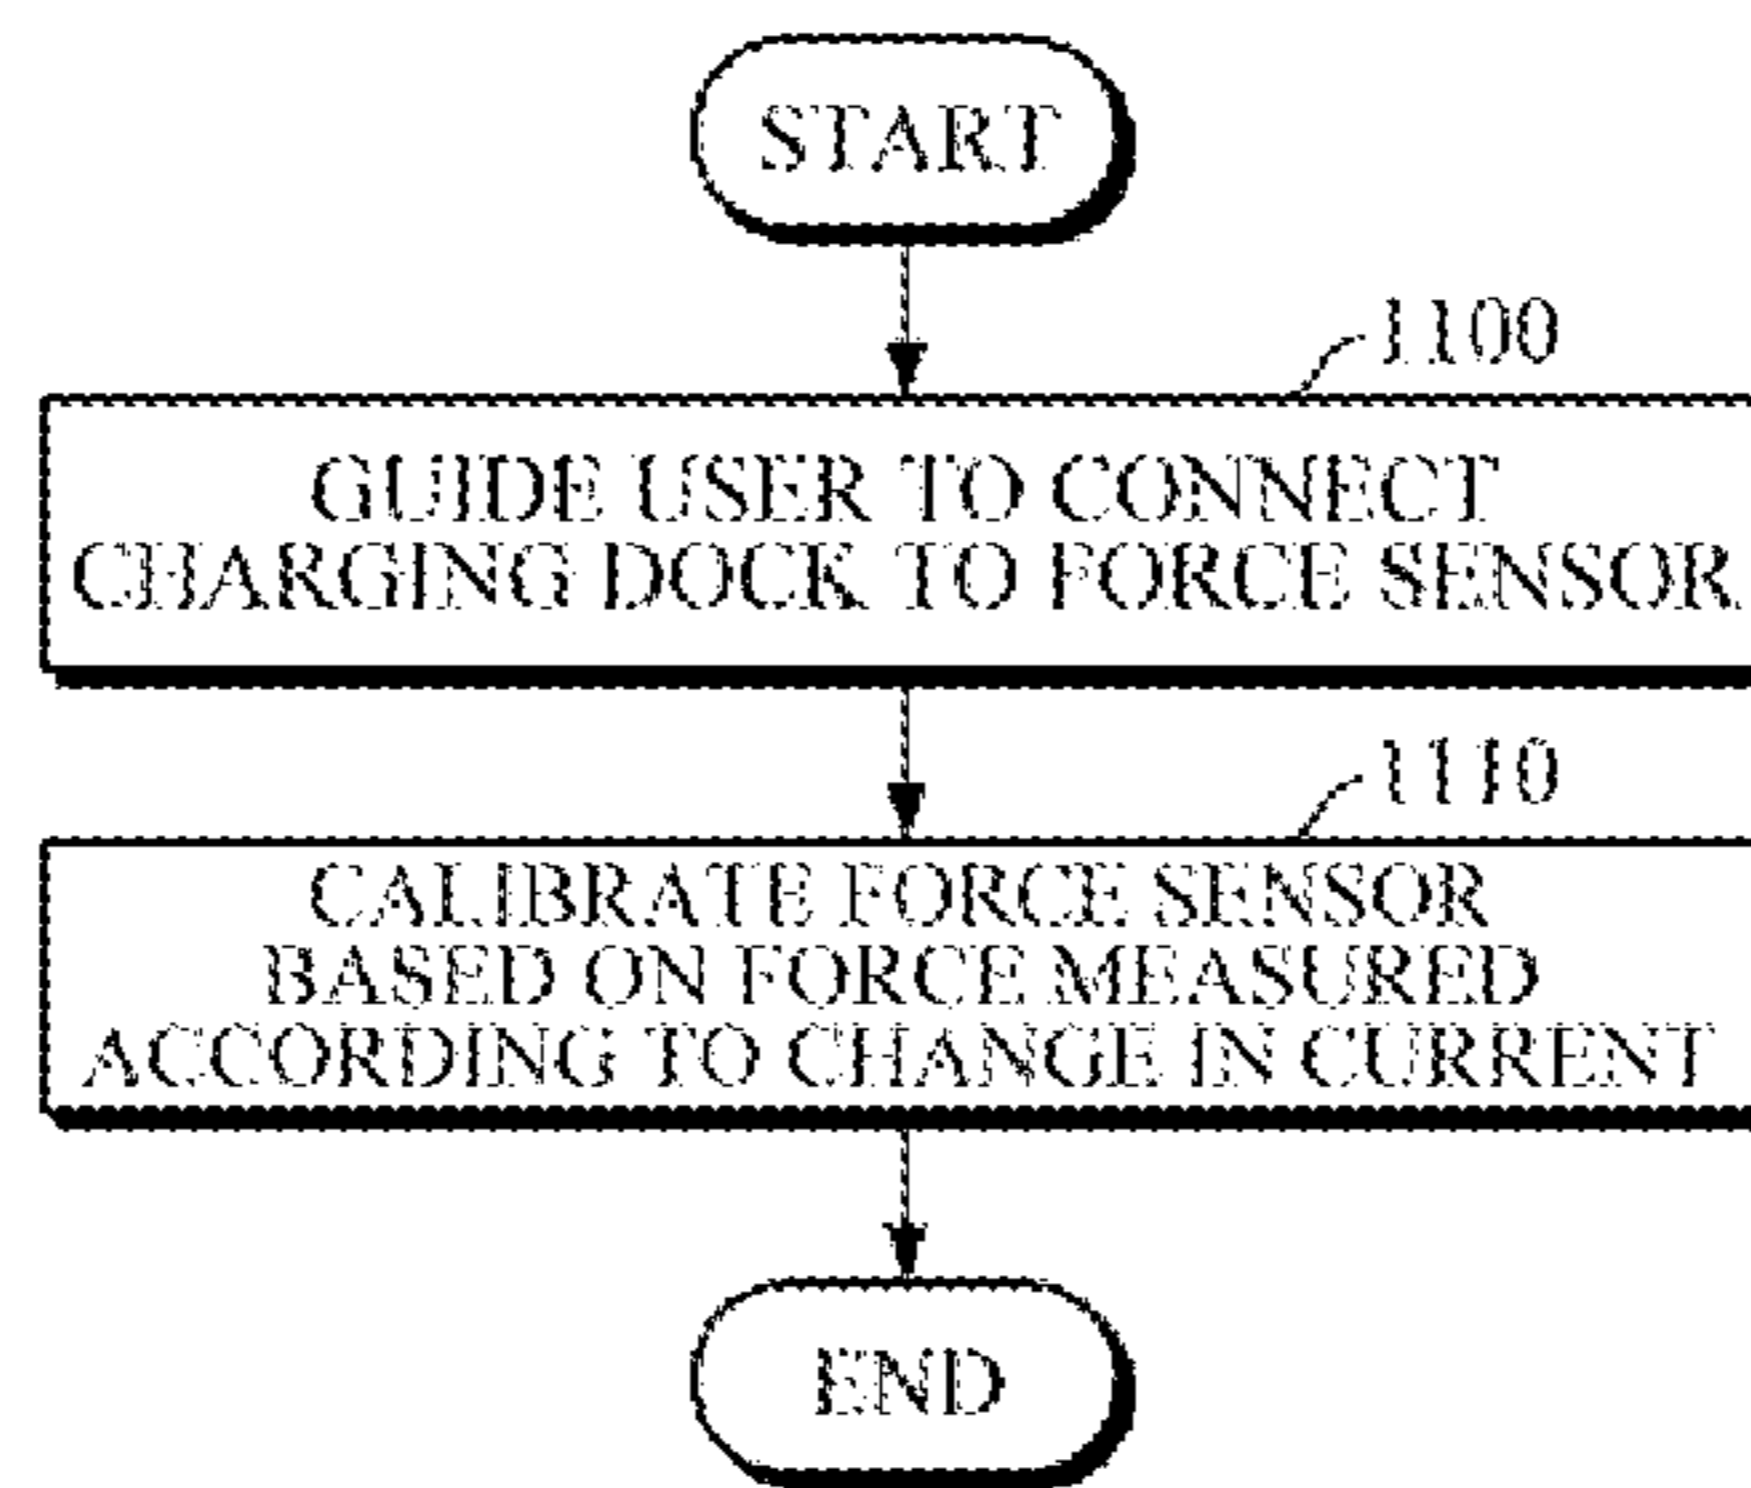 START
1100
GUIDE USER TO CONNECT
CHARGING DOCK TO FORCE SENSOR
1110
CALIBRATE FORCE SENSOR
BASED ON FORCE MEASURED
ACCORDING TO CHANGE IN CURRENT
END